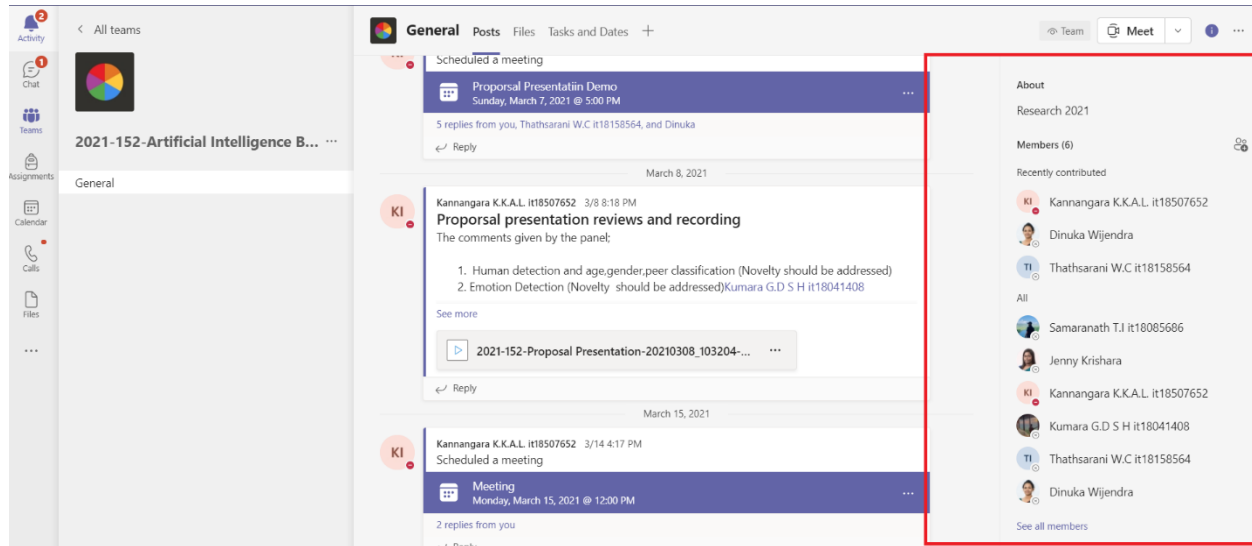 2
Activity
1
Chat
Teams
Assignments
Calendar
Calls
Files
All teams
2021-152-Artificial Intelligence B... ...
General
General Posts Files Tasks and Dates +
Team Meet
Scheduled a meeting
Proporsal Presentatiin Demo
Sunday, March 7, 2021 @ 5:00 PM
5 replies from you, Thathsarani W.C it18158564, and Dinuka
Reply
March 8, 2021
KI
Kannangara K.K.A.L. it18507652 3/8 8:18 PM
Proporsal presentation reviews and recording
The comments given by the panel;
1. Human detection and age,gender,peer classification (Novelty should be addressed)
2. Emotion Detection (Novelty should be addressed)Kumara G.D S H it18041408
See more
2021-152-Proposal Presentation-20210308_103204-... ...
Reply
March 15, 2021
KI
Kannangara K.K.A.L. it18507652 3/14 4:17 PM
Scheduled a meeting
Meeting
Monday, March 15, 2021 @ 12:00 PM
2 replies from you
Reply
About
Research 2021
Members (6)
Recently contributed
KI Kannangara K.K.A.L. it18507652
Dinuka Wijendra
TI Thathsarani W.C it18158564
All
Samaranath T.I it18085686
Jenny Krishara
KI Kannangara K.K.A.L. it18507652
Kumara G.D S H it18041408
TI Thathsarani W.C it18158564
Dinuka Wijendra
See all members